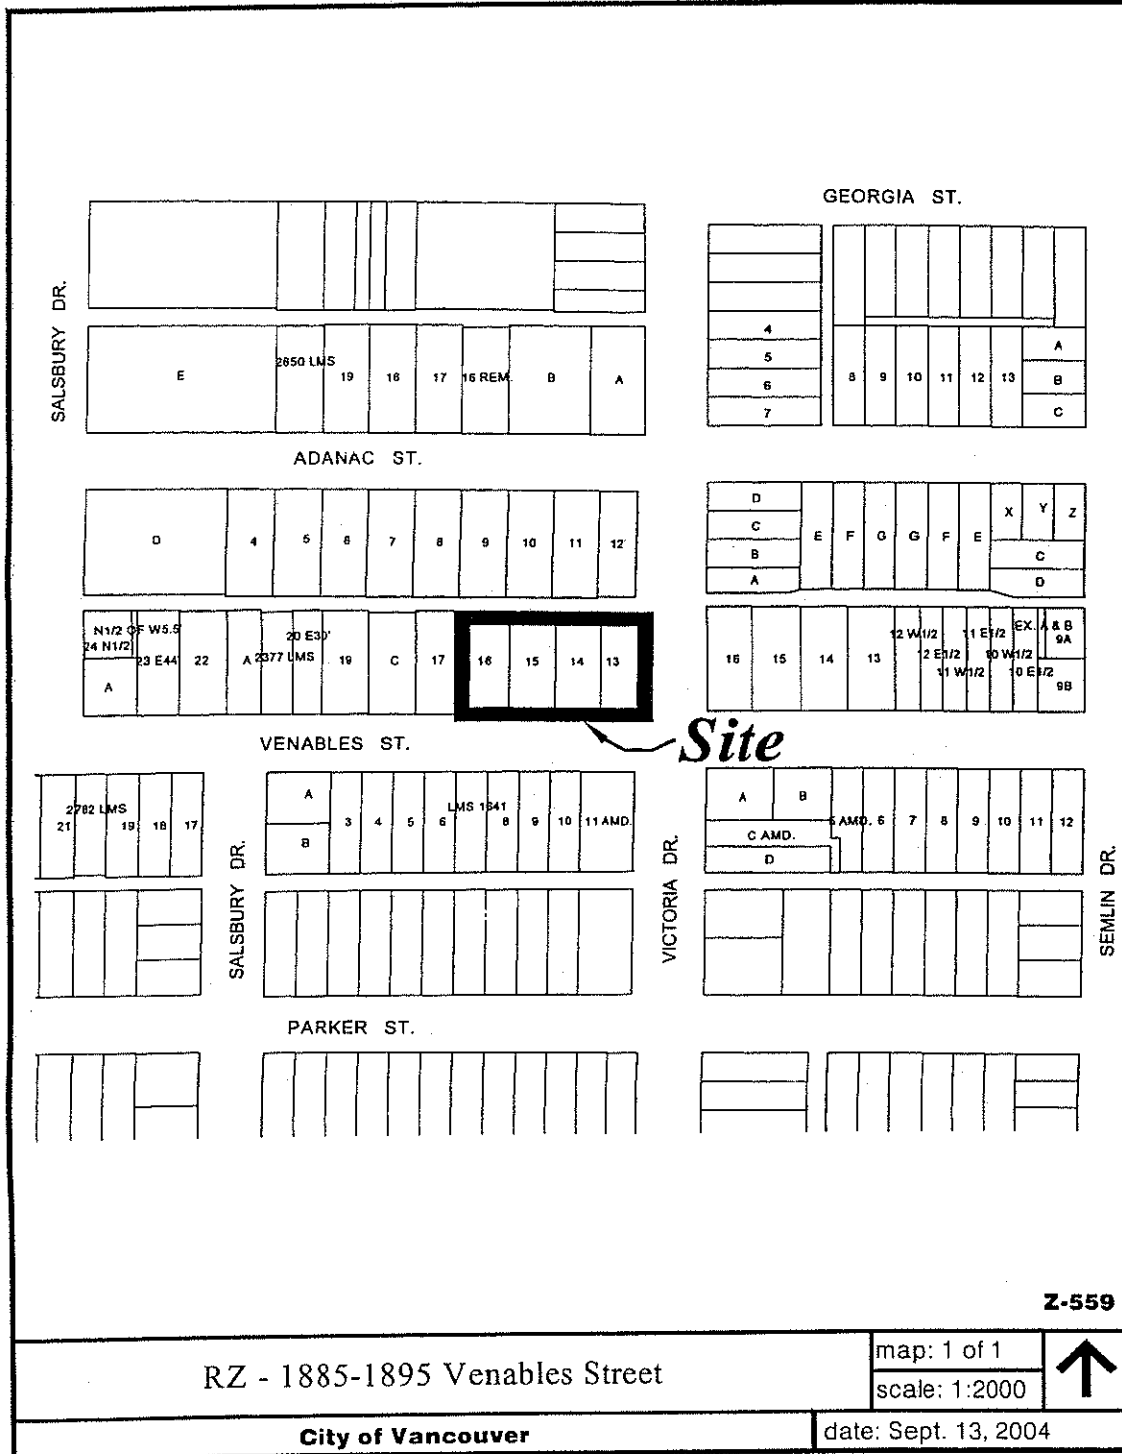 GEORGIA ST.
SALSBURY DR.
4
5
6
7
A
B
C
8 9 10 11 12 13
E 2650 LMS 19 16 17 16 REM. B A
ADANAC ST.
D 4 5 6 7 8 9 10 11 12
D
C
B
A
E F G G F E
X Y Z
C
D
N1/2 OF W5.5'
24 N1/2
A
23 E44' 22 A 2377 LMS 20 E30' 19 C 17 16 15 14 13
16 15 14 13 12 W1/2 12 E1/2 11 W1/2 11 E1/2 10 W1/2 10 E1/2
EX. A & B
9A
9B
Site
VENABLES ST.
21 2782 LMS 19 18 17
A
B
3 4 5 6 LMS 1641 8 9 10 11 AMD.
A B
C AMD.
D
AMD. 6 7 8 9 10 11 12
SALSBURY DR.
VICTORIA DR.
SEMLIN DR.
PARKER ST.
Z-559
RZ - 1885-1895 Venables Street
map: 1 of 1
scale: 1:2000
City of Vancouver
date: Sept. 13, 2004